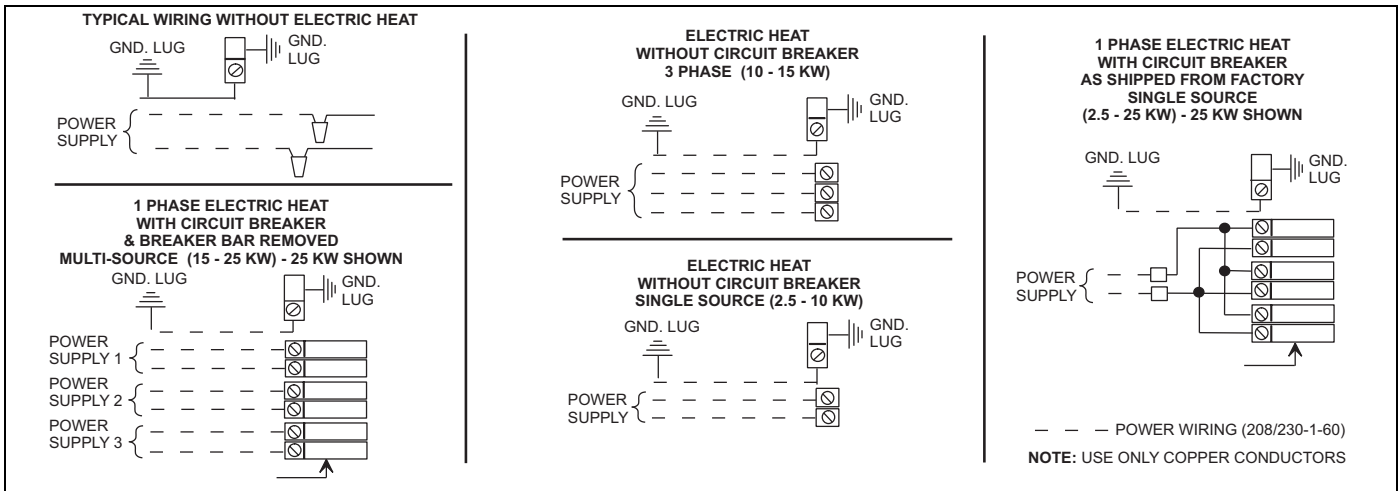 TYPICAL WIRING WITHOUT ELECTRIC HEAT
GND. LUG
GND.
LUG
POWER
SUPPLY
1 PHASE ELECTRIC HEAT
WITH CIRCUIT BREAKER
& BREAKER BAR REMOVED
MULTI-SOURCE (15 - 25 KW) - 25 KW SHOWN
GND. LUG
GND.
LUG
POWER
SUPPLY 1
POWER
SUPPLY 2
POWER
SUPPLY 3
ELECTRIC HEAT
WITHOUT CIRCUIT BREAKER
3 PHASE (10 - 15 KW)
GND. LUG
GND.
LUG
POWER
SUPPLY
ELECTRIC HEAT
WITHOUT CIRCUIT BREAKER
SINGLE SOURCE (2.5 - 10 KW)
GND. LUG
GND.
LUG
POWER
SUPPLY
1 PHASE ELECTRIC HEAT
WITH CIRCUIT BREAKER
AS SHIPPED FROM FACTORY
SINGLE SOURCE
(2.5 - 25 KW) - 25 KW SHOWN
GND. LUG
GND.
LUG
POWER
SUPPLY
POWER WIRING (208/230-1-60)
NOTE: USE ONLY COPPER CONDUCTORS